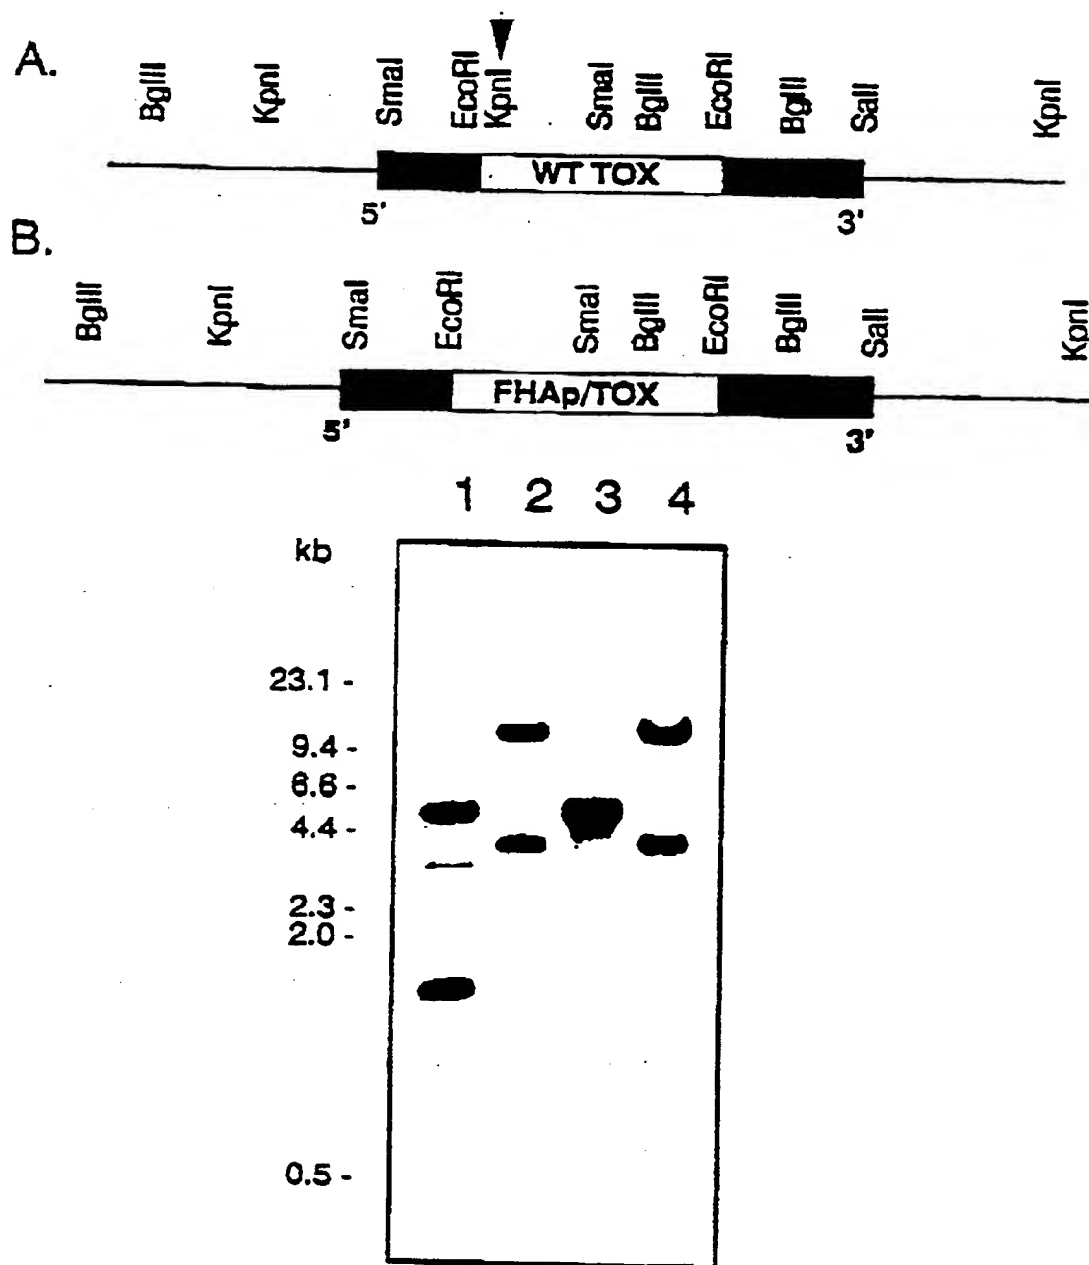 A.
BglII KpnI SmaI EcoRI KpnI SmaI BglII EcoRI BglII SalI KpnI
WT TOX
5' 3'
B.
BglII KpnI SmaI EcoRI SmaI BglII EcoRI BglII SalI KpnI
FHAp/TOX
5' 3'
1 2 3 4
kb
23.1 -
9.4 -
6.6 -
4.4 -
2.3 -
2.0 -
0.5 -